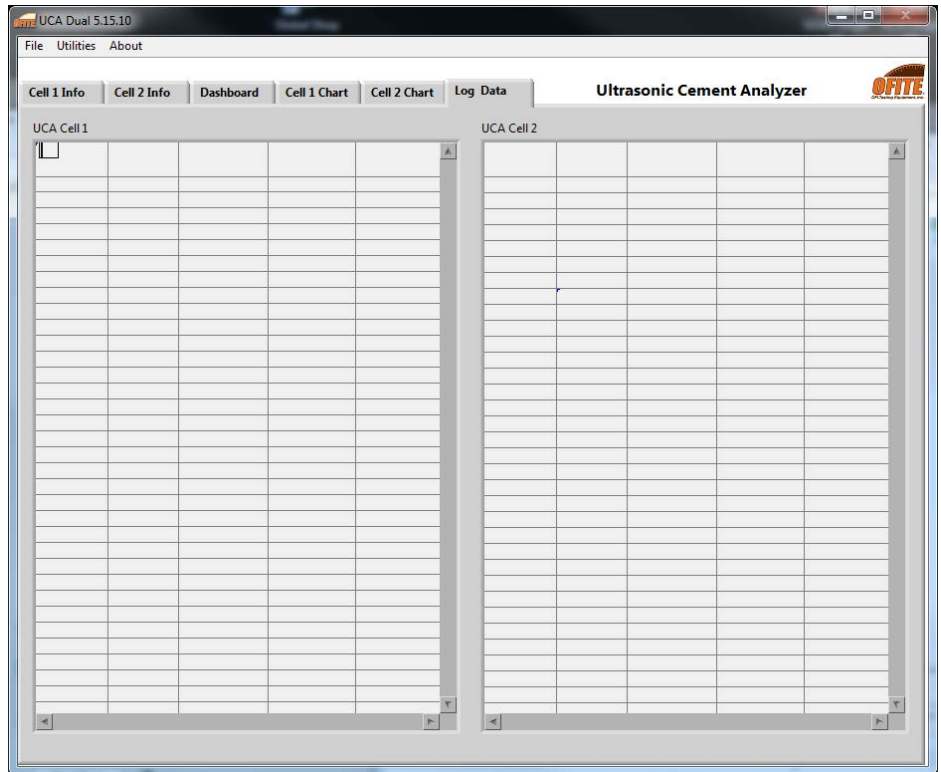 UCA Dual 5.15.10
File Utilities About
Cell 1 Info Cell 2 Info Dashboard Cell 1 Chart Cell 2 Chart Log Data Ultrasonic Cement Analyzer OFITE
UCA Cell 1 UCA Cell 2